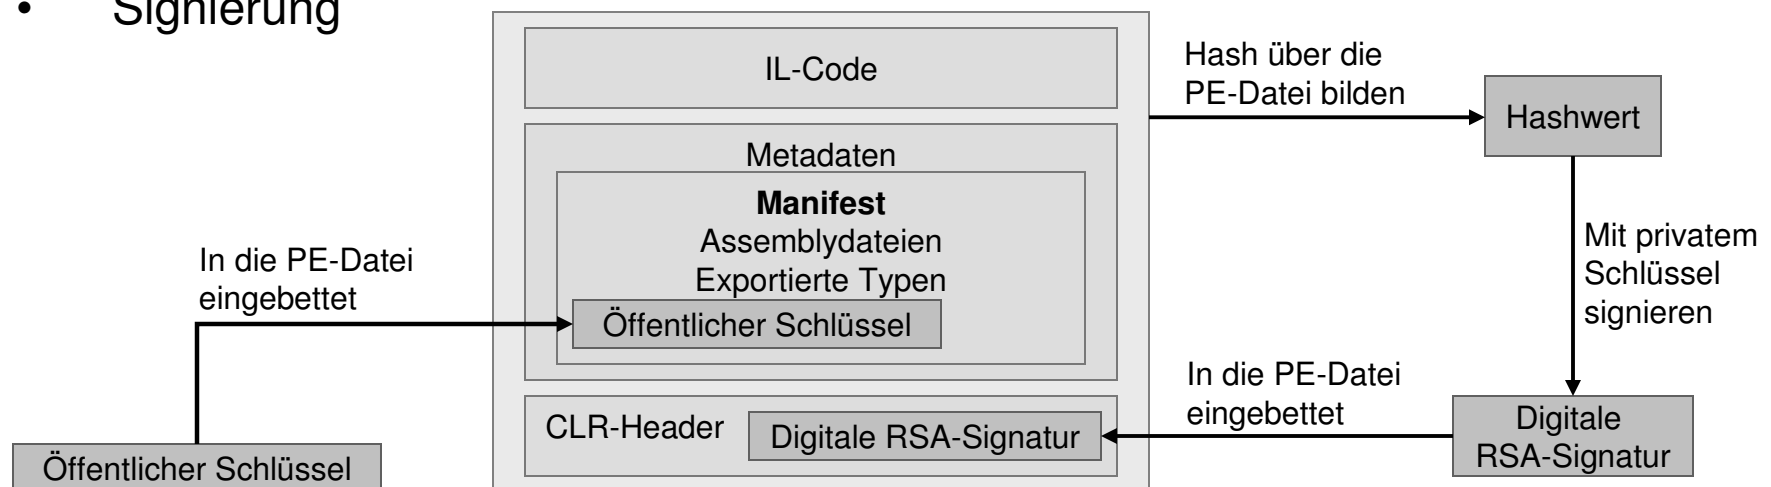 • Signierung
IL-Code
Metadaten
Manifest
Assemblydateien
Exportierte Typen
Öffentlicher Schlüssel
CLR-Header
Digitale RSA-Signatur
In die PE-Datei
eingebettet
Öffentlicher Schlüssel
Hash über die
PE-Datei bilden
Hashwert
Mit privatem
Schlüssel
signieren
In die PE-Datei
eingebettet
Digitale
RSA-Signatur